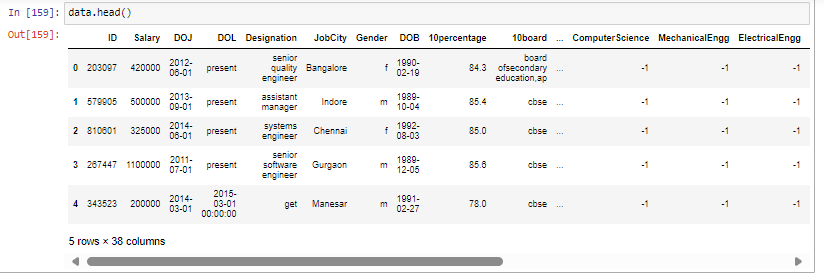 In [159]: data.head()
Out[159]:
ID Salary DOJ DOL Designation JobCity Gender DOB 10percentage 10board ... ComputerScience MechanicalEngg ElectricalEngg
0 203097 420000 2012-06-01 present senior quality engineer Bangalore f 1990-02-19 84.3 board ofsecondary education,ap ... -1 -1 -1
1 579905 500000 2013-09-01 present assistant manager Indore m 1989-10-04 85.4 cbse ... -1 -1 -1
2 810601 325000 2014-06-01 present systems engineer Chennai f 1992-08-03 85.0 cbse ... -1 -1 -1
3 267447 1100000 2011-07-01 present senior software engineer Gurgaon m 1989-12-05 85.6 cbse ... -1 -1 -1
4 343523 200000 2014-03-01 2015-03-01 00:00:00 get Manesar m 1991-02-27 78.0 cbse ... -1 -1 -1
5 rows × 38 columns